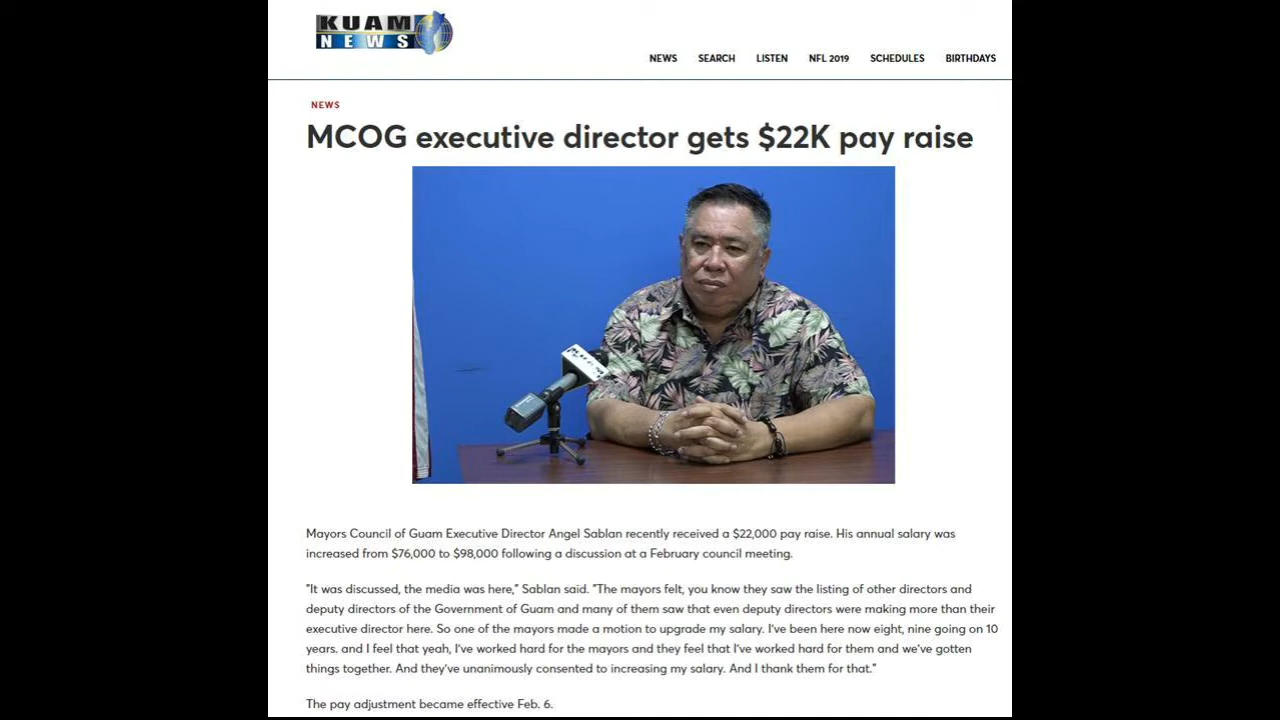 KUAM
NEWS
NEWS SEARCH LISTEN NFL 2019 SCHEDULES BIRTHDAYS
NEWS
MCOG executive director gets $22K pay raise
Mayors Council of Guam Executive Director Angel Sablan recently received a $22,000 pay raise. His annual salary was
increased from $76,000 to $98,000 following a discussion at a February council meeting.
"It was discussed, the media was here," Sablan said. "The mayors felt, you know they saw the listing of other directors and
deputy directors of the Government of Guam and many of them saw that even deputy directors were making more than their
executive director here. So one of the mayors made a motion to upgrade my salary. I've been here now eight, nine going on 10
years. and I feel that yeah, I've worked hard for the mayors and they feel that I've worked hard for them and we've gotten
things together. And they've unanimously consented to increasing my salary. And I thank them for that."
The pay adjustment became effective Feb. 6.